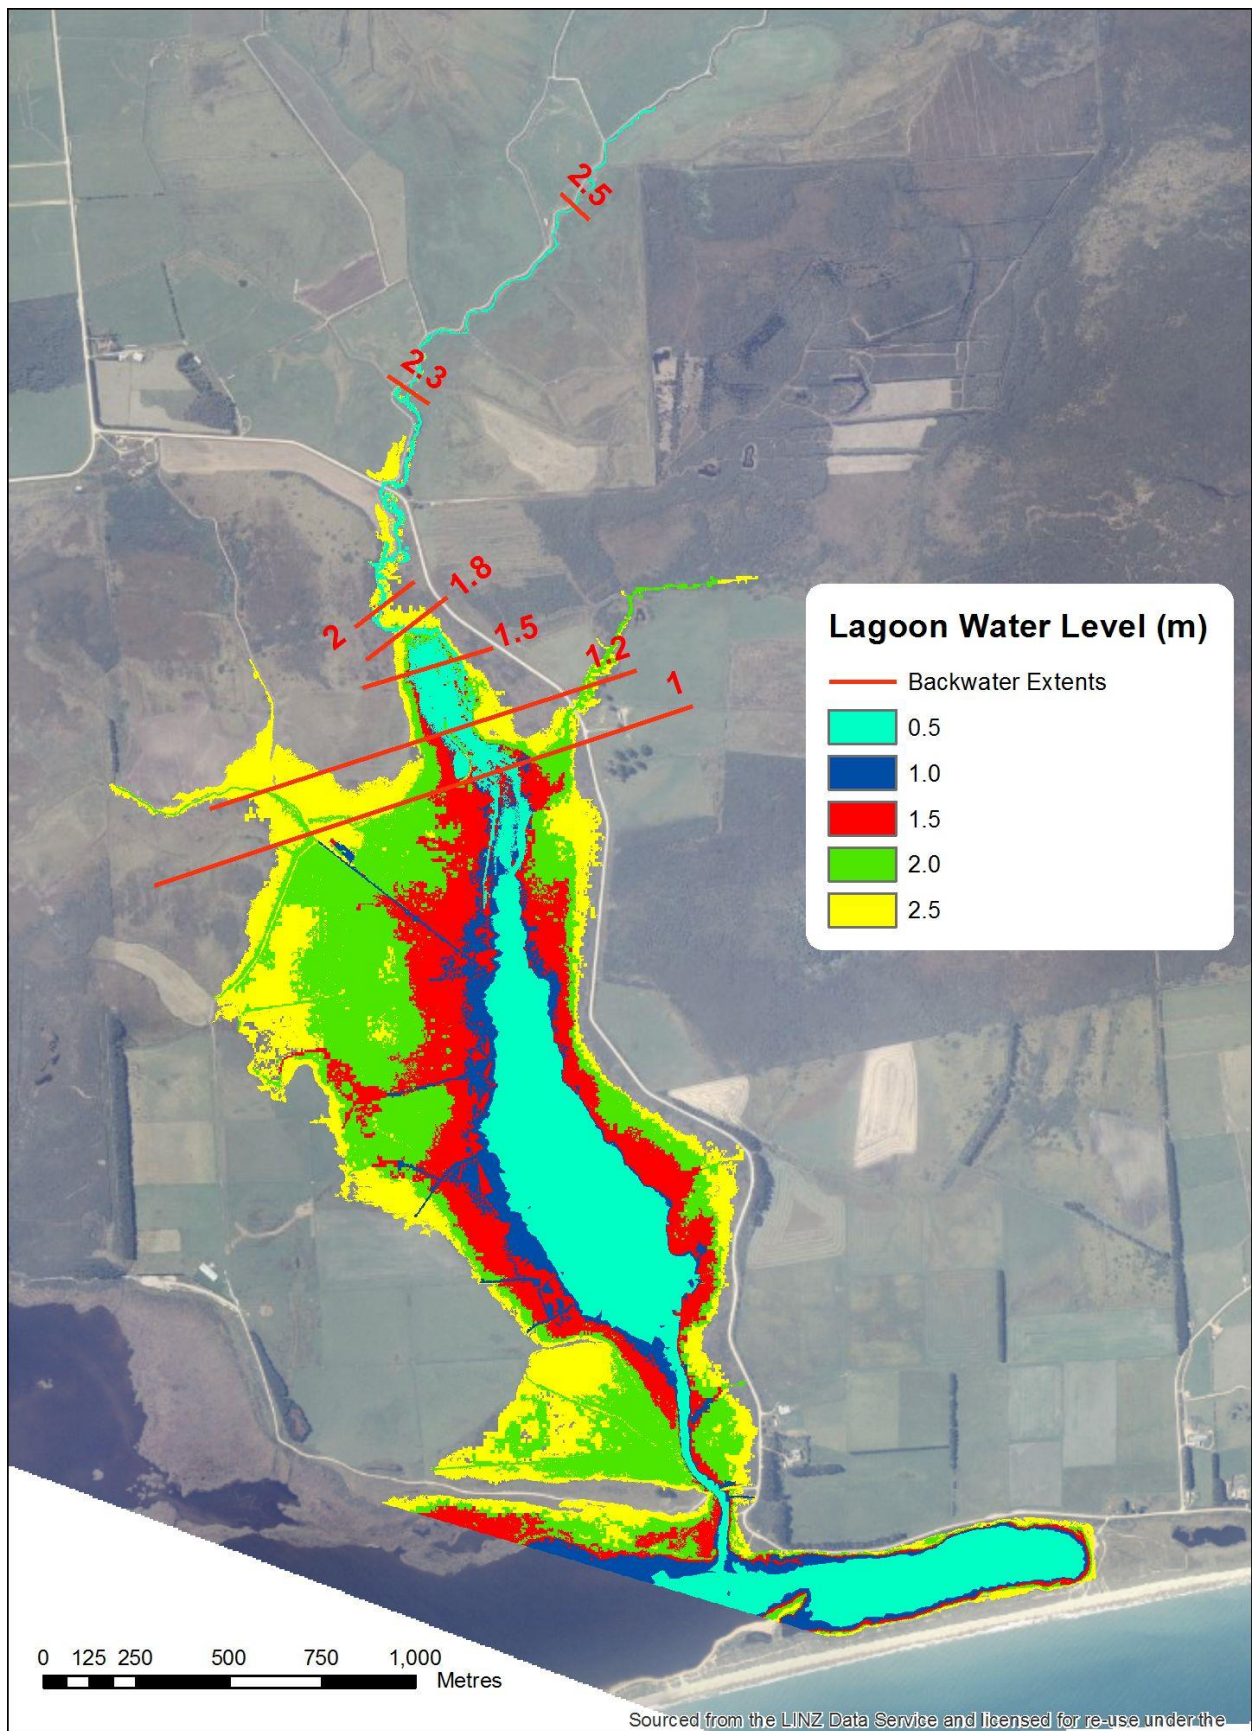 2.5
2.3
1.8
2
1.5
1.2
1
Lagoon Water Level (m)
Backwater Extents
0.5
1.0
1.5
2.0
2.5
0 125 250 500 750 1,000
Metres
Sourced from the LINZ Data Service and licensed for re-use under the